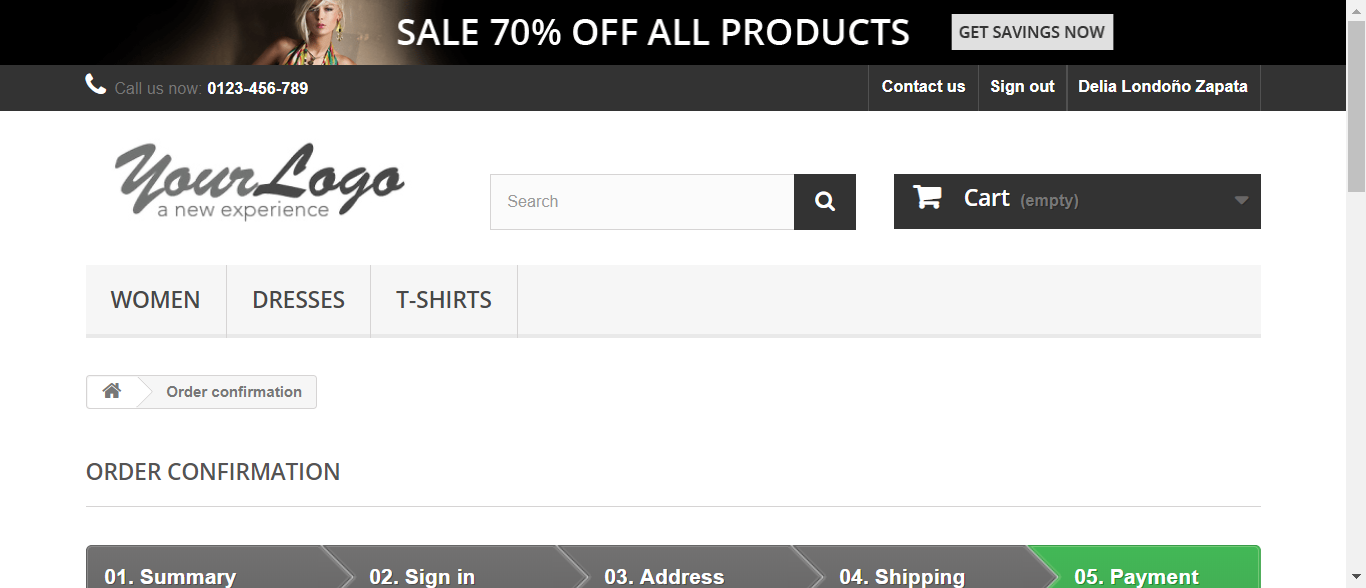 SALE 70% OFF ALL PRODUCTS GET SAVINGS NOW
Call us now: 0123-456-789 Contact us Sign out Delia Londoño Zapata
YourLogo
a new experience
Search
Cart (empty)
WOMEN DRESSES T-SHIRTS
Order confirmation
ORDER CONFIRMATION
01. Summary 02. Sign in 03. Address 04. Shipping 05. Payment